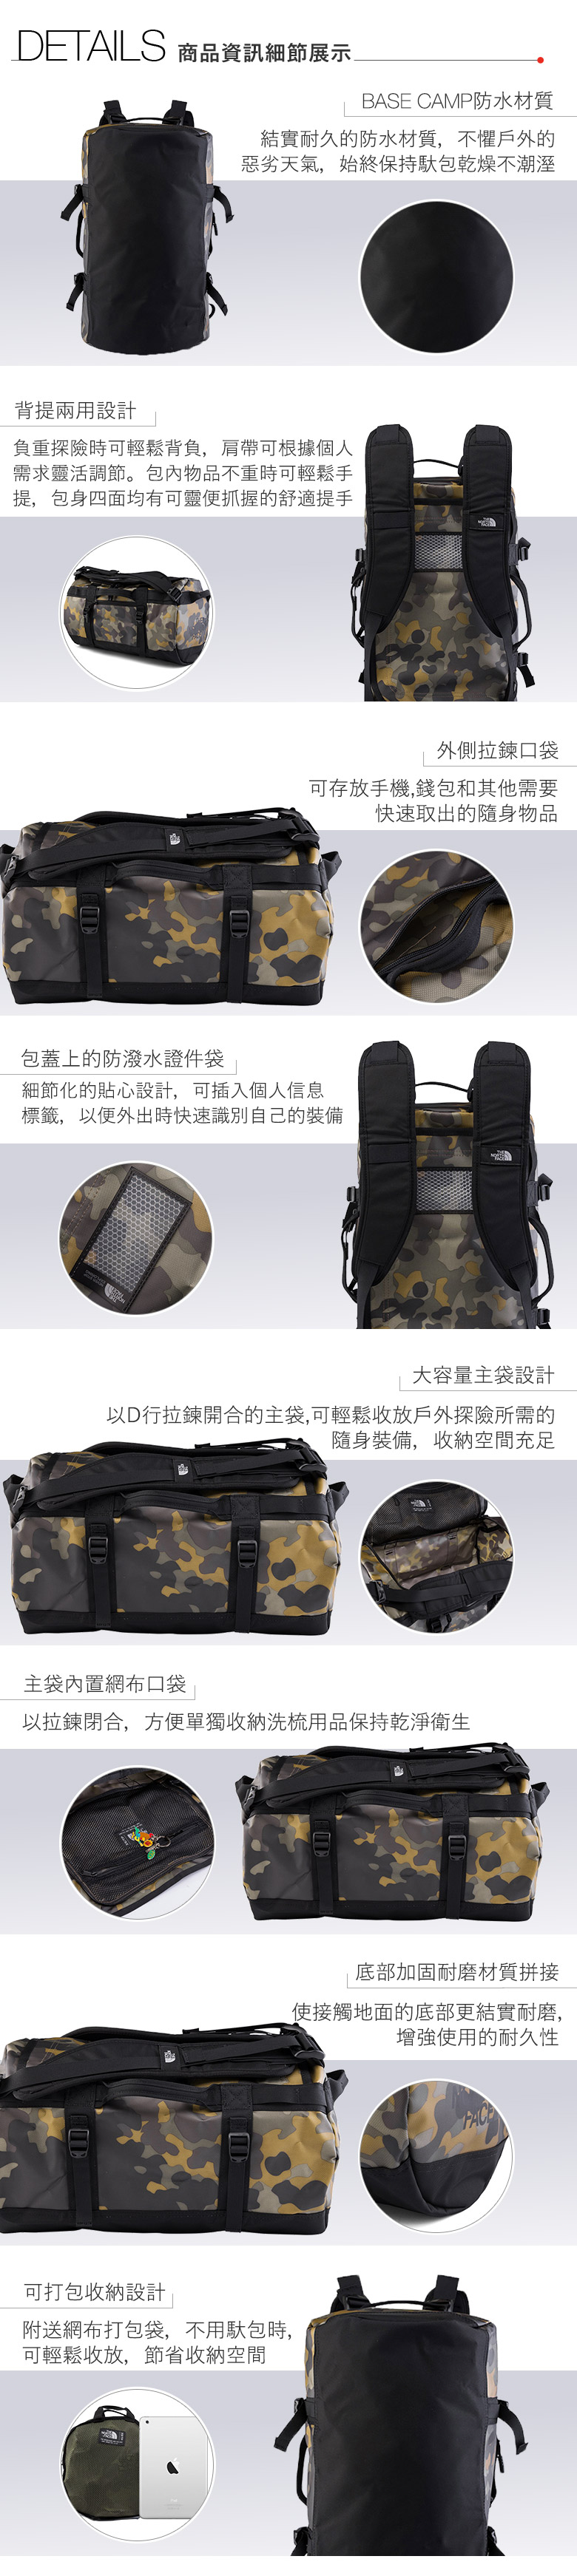 DETAILS 商品資訊細節展示
BASE CAMP防水材質
結實耐久的防水材質，不懼戶外的
惡劣天氣，始終保持馱包乾燥不潮溼
背提兩用設計
負重探險時可輕鬆背負，肩帶可根據個人
需求靈活調節。包內物品不重時可輕鬆手
提，包身四面均有可靈便抓握的舒適提手
THE
NORTH
FACE
外側拉鍊口袋
可存放手機,錢包和其他需要
快速取出的隨身物品
包蓋上的防潑水證件袋
細節化的貼心設計，可插入個人信息
標籤，以便外出時快速識別自己的裝備
THE
NORTH
FACE
大容量主袋設計
以D行拉鍊開合的主袋,可輕鬆收放戶外探險所需的
隨身裝備，收納空間充足
主袋內置網布口袋
以拉鍊閉合，方便單獨收納洗梳用品保持乾淨衛生
底部加固耐磨材質拼接
使接觸地面的底部更結實耐磨,
增強使用的耐久性
FACE
可打包收納設計
附送網布打包袋，不用馱包時,
可輕鬆收放，節省收納空間